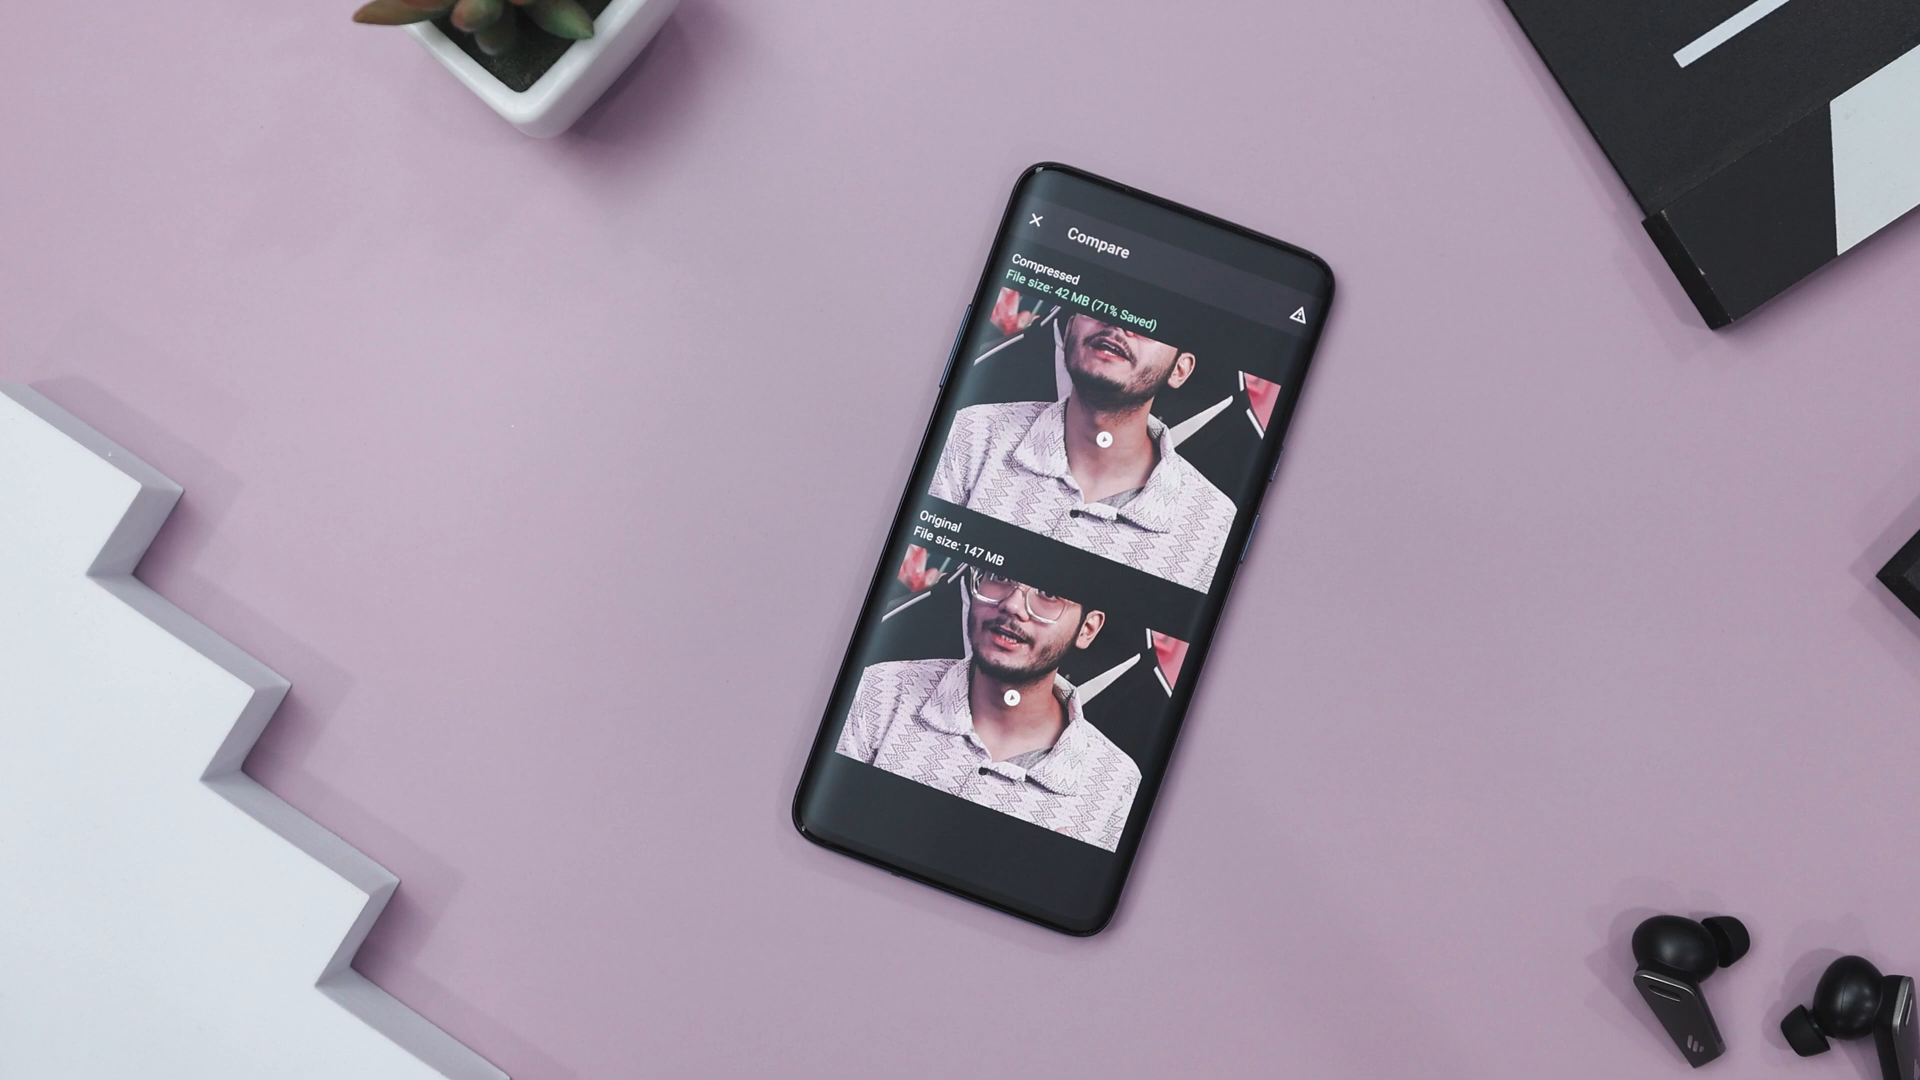 Compare
Compressed
File size: 42 MB (71% Saved)
Original
File size: 147 MB